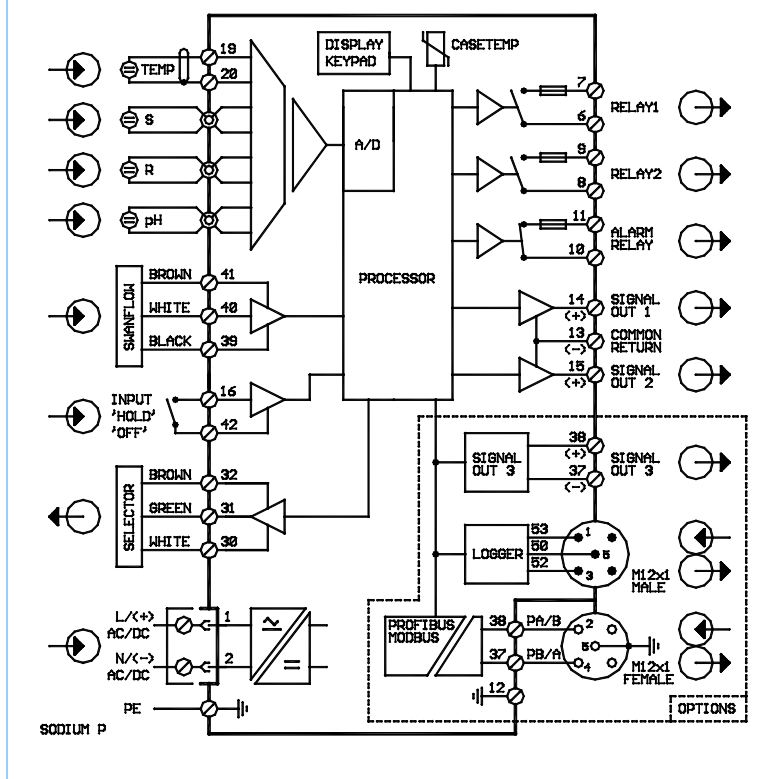 19
TEMP
20
DISPLAY
KEYPAD
CASETEMP
S
R
pH
A/D
PROCESSOR
7
RELAY1
6
9
RELAY2
8
11
ALARM
RELAY
10
SWANFLOW
BROWN 41
WHITE 40
BLACK 39
14
(+)
SIGNAL
OUT 1
13
(-)
COMMON
RETURN
15
(+)
SIGNAL
OUT 2
INPUT
'HOLD'
'OFF'
16
42
SELECTOR
BROWN 32
GREEN 31
WHITE 30
SIGNAL
OUT 3
38
(+)
37
(-)
SIGNAL
OUT 3
LOGGER
53
50
52
1
5
3
M12x1
MALE
L/(+)
AC/DC
1
N/(-)
AC/DC
2
~
=
PROFIBUS
MODBUS
38 PA/B
37 PB/A
2
5
4
M12x1
FEMALE
12
PE
OPTIONS
SODIUM P